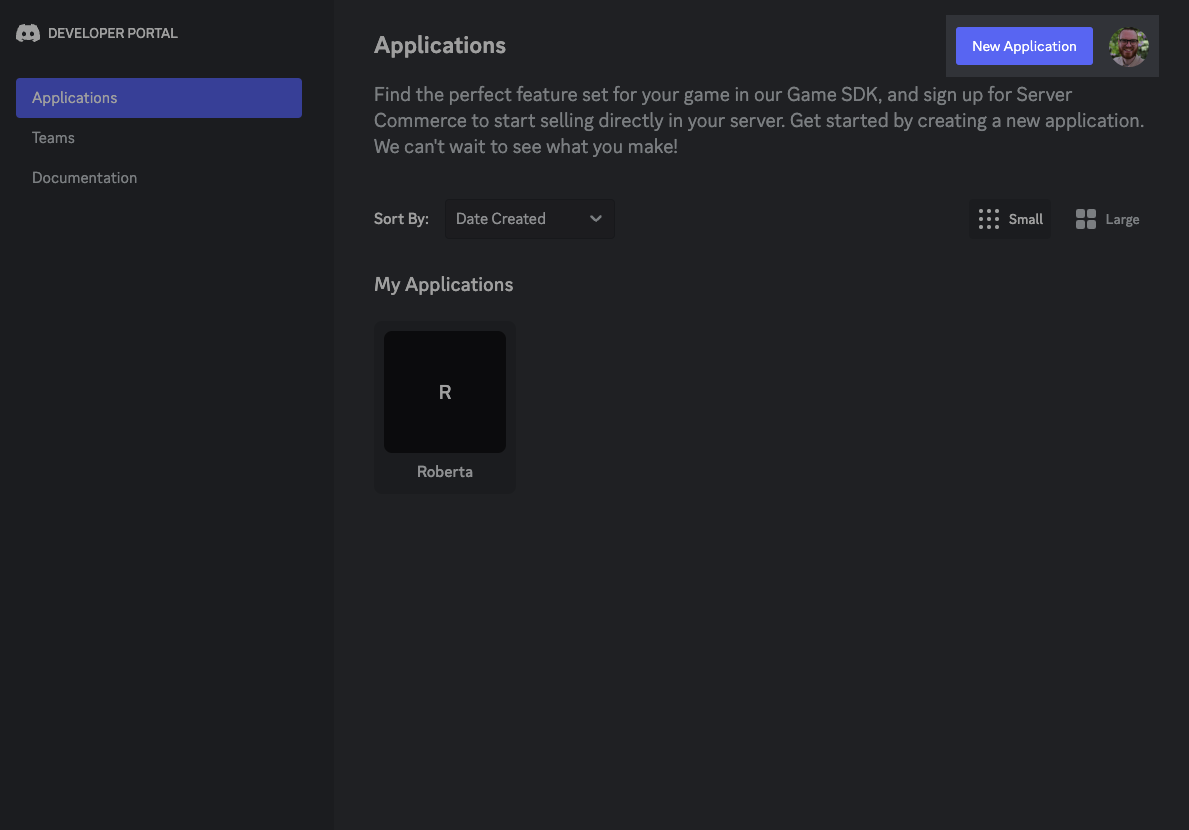 DEVELOPER PORTAL
Applications
Teams
Documentation
Applications
New Application
Find the perfect feature set for your game in our Game SDK, and sign up for Server
Commerce to start selling directly in your server. Get started by creating a new application.
We can't wait to see what you make!
Sort By:
Date Created
Small
Large
My Applications
R
Roberta